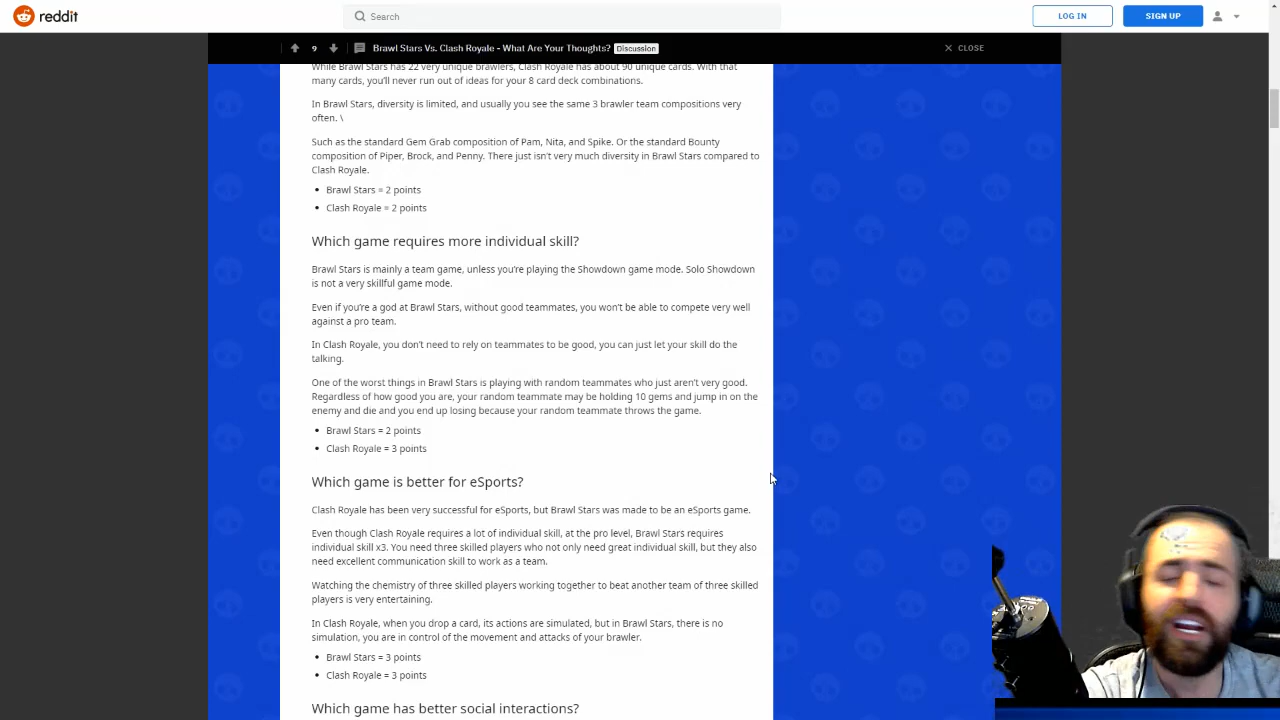 reddit
Search
LOG IN
SIGN UP
9
Brawl Stars Vs. Clash Royale - What Are Your Thoughts? Discussion
CLOSE
While Brawl Stars has 22 very unique brawlers, Clash Royale has about 90 unique cards. With that
many cards, you'll never run out of ideas for your 8 card deck combinations.
In Brawl Stars, diversity is limited, and usually you see the same 3 brawler team compositions very
often. \
Such as the standard Gem Grab composition of Pam, Nita, and Spike. Or the standard Bounty
composition of Piper, Brock, and Penny. There just isn't very much diversity in Brawl Stars compared to
Clash Royale.
• Brawl Stars = 2 points
• Clash Royale = 2 points
Which game requires more individual skill?
Brawl Stars is mainly a team game, unless you're playing the Showdown game mode. Solo Showdown
is not a very skillful game mode.
Even if you're a god at Brawl Stars, without good teammates, you won't be able to compete very well
against a pro team.
In Clash Royale, you don't need to rely on teammates to be good, you can just let your skill do the
talking.
One of the worst things in Brawl Stars is playing with random teammates who just aren't very good.
Regardless of how good you are, your random teammate may be holding 10 gems and jump in on the
enemy and die and you end up losing because your random teammate throws the game.
• Brawl Stars = 2 points
• Clash Royale = 3 points
Which game is better for eSports?
Clash Royale has been very successful for eSports, but Brawl Stars was made to be an eSports game.
Even though Clash Royale requires a lot of individual skill, at the pro level, Brawl Stars requires
individual skill x3. You need three skilled players who not only need great individual skill, but they also
need excellent communication skill to work as a team.
Watching the chemistry of three skilled players working together to beat another team of three skilled
players is very entertaining.
In Clash Royale, when you drop a card, its actions are simulated, but in Brawl Stars, there is no
simulation, you are in control of the movement and attacks of your brawler.
• Brawl Stars = 3 points
• Clash Royale = 3 points
Which game has better social interactions?